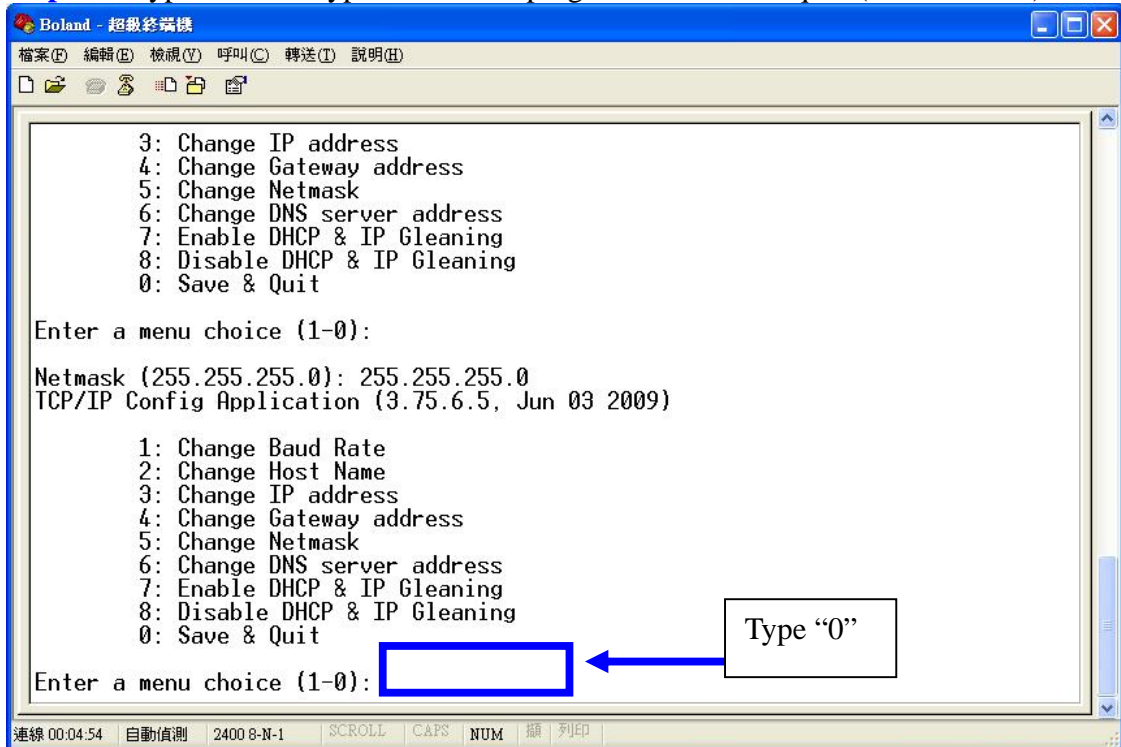 Boland - 超級終端機
檔案(F) 編輯(E) 檢視(V) 呼叫(C) 轉送(T) 說明(H)
3: Change IP address
4: Change Gateway address
5: Change Netmask
6: Change DNS server address
7: Enable DHCP & IP Gleaning
8: Disable DHCP & IP Gleaning
0: Save & Quit
Enter a menu choice (1-0):
Netmask (255.255.255.0): 255.255.255.0
TCP/IP Config Application (3.75.6.5, Jun 03 2009)
1: Change Baud Rate
2: Change Host Name
3: Change IP address
4: Change Gateway address
5: Change Netmask
6: Change DNS server address
7: Enable DHCP & IP Gleaning
8: Disable DHCP & IP Gleaning
0: Save & Quit
Type “0”
Enter a menu choice (1-0):
連線 00:04:54 自動偵測 2400 8-N-1 SCROLL CAPS NUM 擷 列印